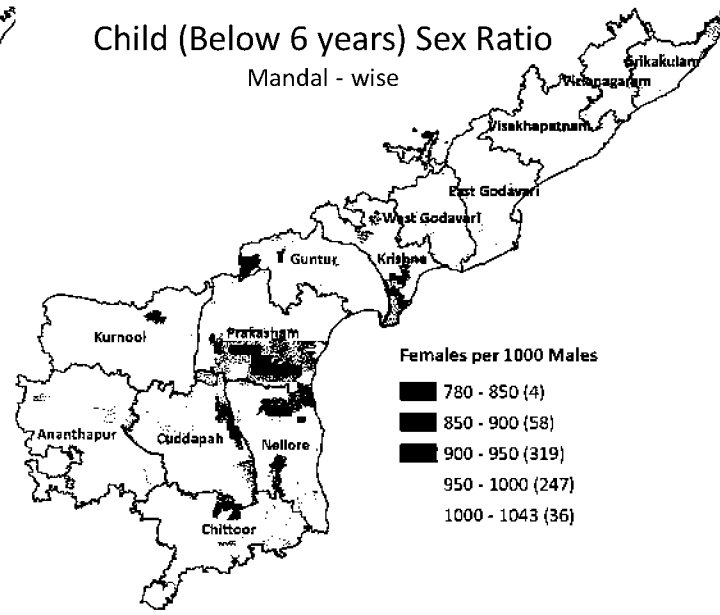 Child (Below 6 years) Sex Ratio
Mandal - wise
Srikakulam
Vizianagaram
Visakhapatnam
East Godavari
West Godavari
Krishna
Guntur
Prakasham
Kurnool
Ananthapur
Cuddapah
Nellore
Chittoor
Females per 1000 Males
780 - 850 (4)
850 - 900 (58)
900 - 950 (319)
950 - 1000 (247)
1000 - 1043 (36)